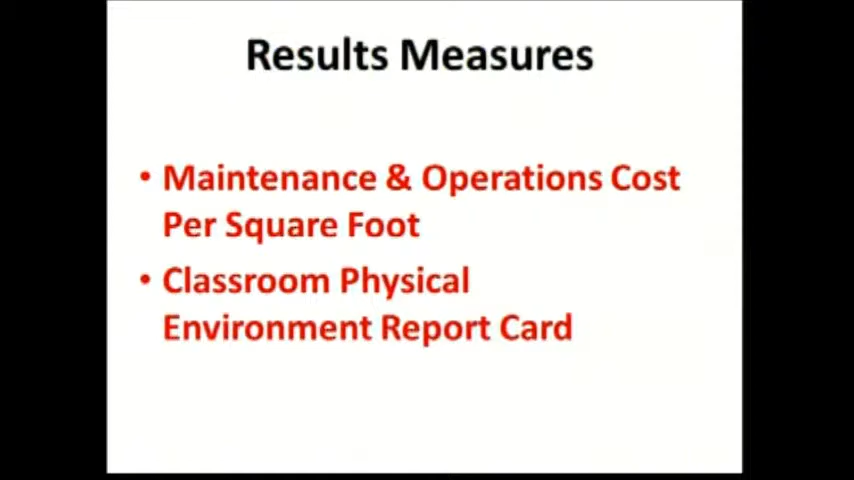 Results Measures
• Maintenance & Operations Cost
Per Square Foot
• Classroom Physical
Environment Report Card